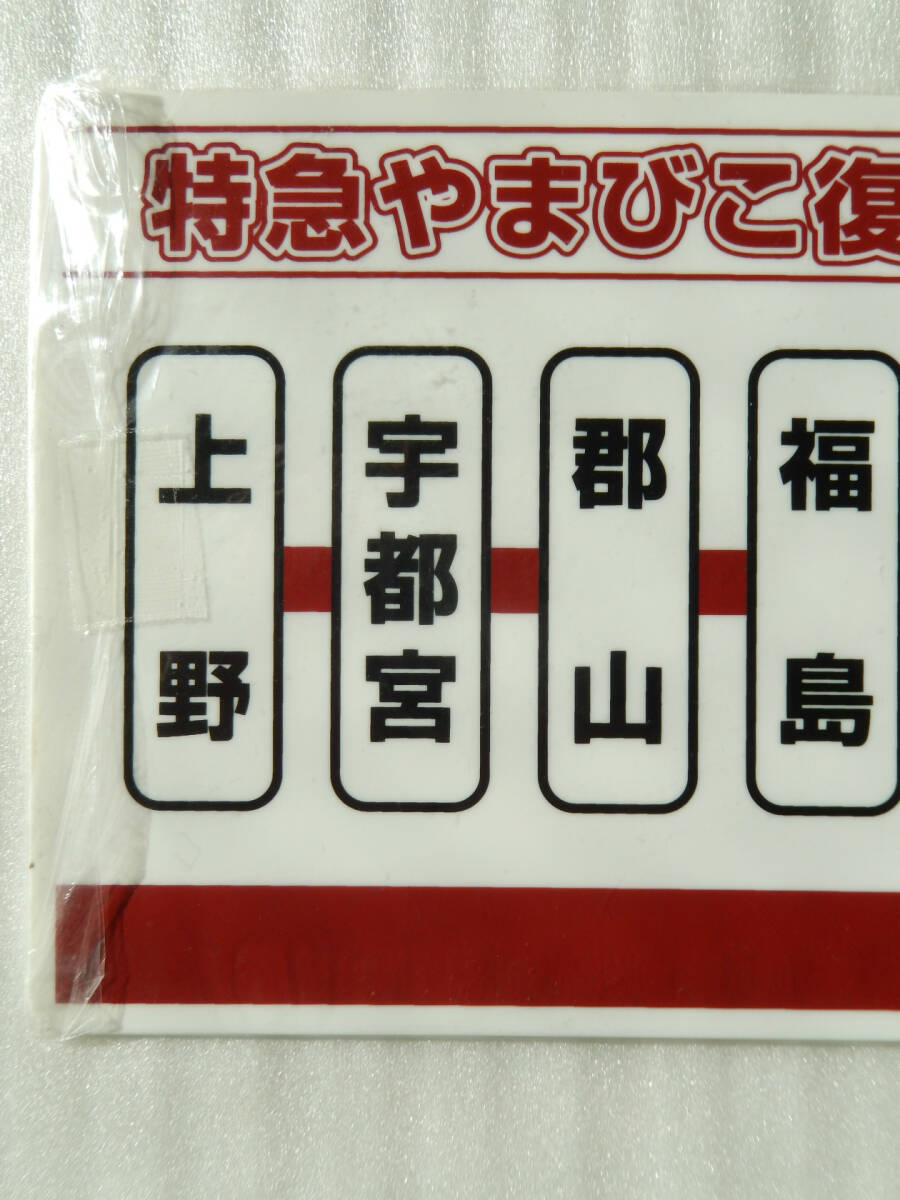 特急やまびこ復
上野
宇都宮
郡山
福島